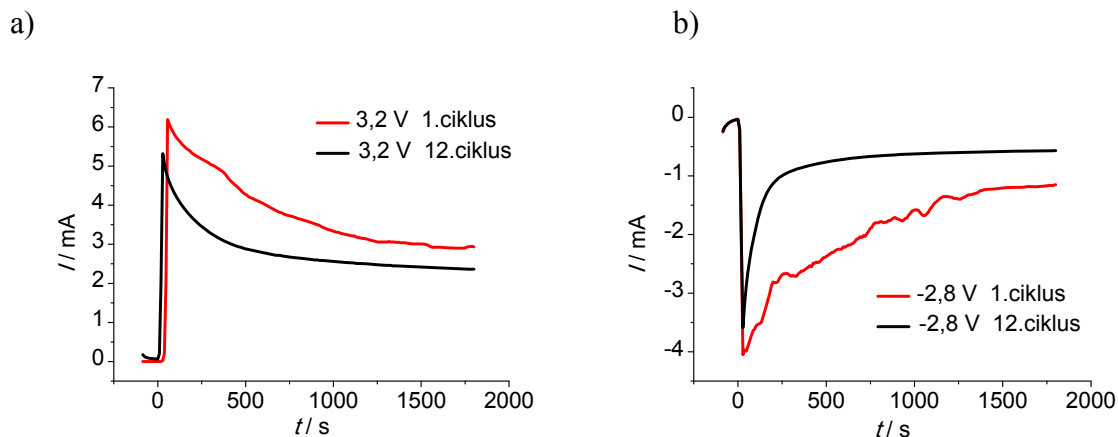 a)
7
6
5
4
3
2
1
0
I / mA
3,2 V 1.ciklus
3,2 V 12.ciklus
0 500 1000 1500 2000
t / s
b)
0
-1
-2
-3
-4
I / mA
-2,8 V 1.ciklus
-2,8 V 12.ciklus
0 500 1000 1500 2000
t / s